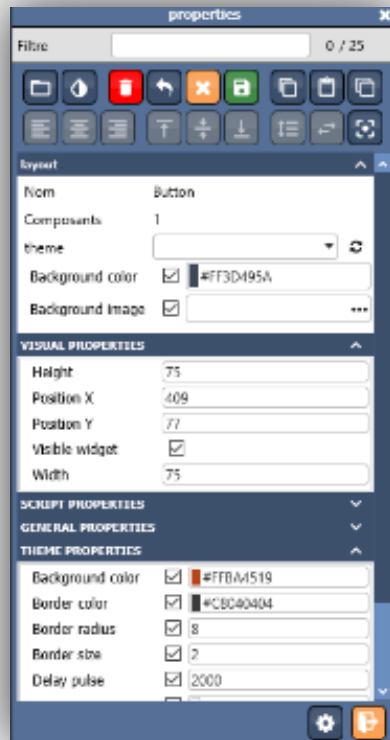 properties
Filtre 0 / 25
layout
Nom Button
Composants 1
theme
Background color #FF3D495A
Background image
VISUAL PROPERTIES
Height 75
Position X 409
Position Y 77
Visible widget
Width 75
SCRIPT PROPERTIES
GENERAL PROPERTIES
THEME PROPERTIES
Background color #FFBA4519
Border color #CB040404
Border radius 8
Border size 2
Delay pulse 2000